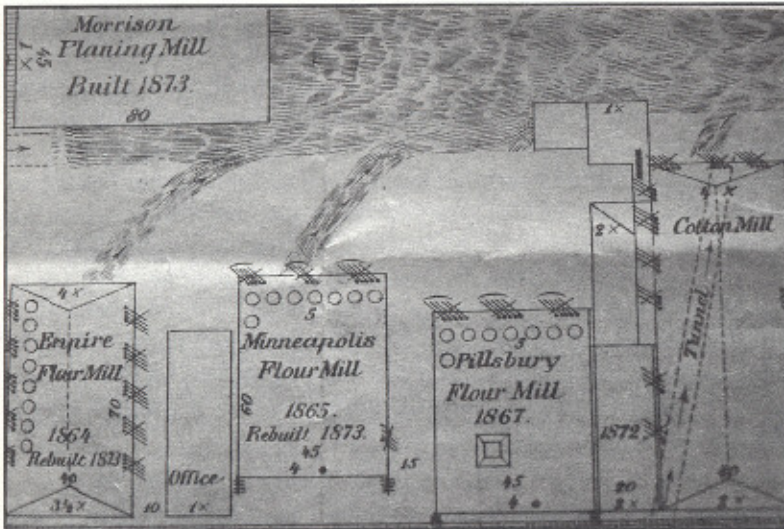 Morrison
Planing Mill
Built 1873.
80
45
1 ×
1×
Cotton Mill
2 ×
Tunnel
4 ×
Empire
Flour Mill
70
1864
Rebuilt 1873
40
3½×
10
Office
1×
5
Minneapolis
Flour Mill
60
1865.
Rebuilt 1873.
45
4
15
5
Pillsbury
Flour Mill
1867.
45
4
1872
20
2×
40
3×